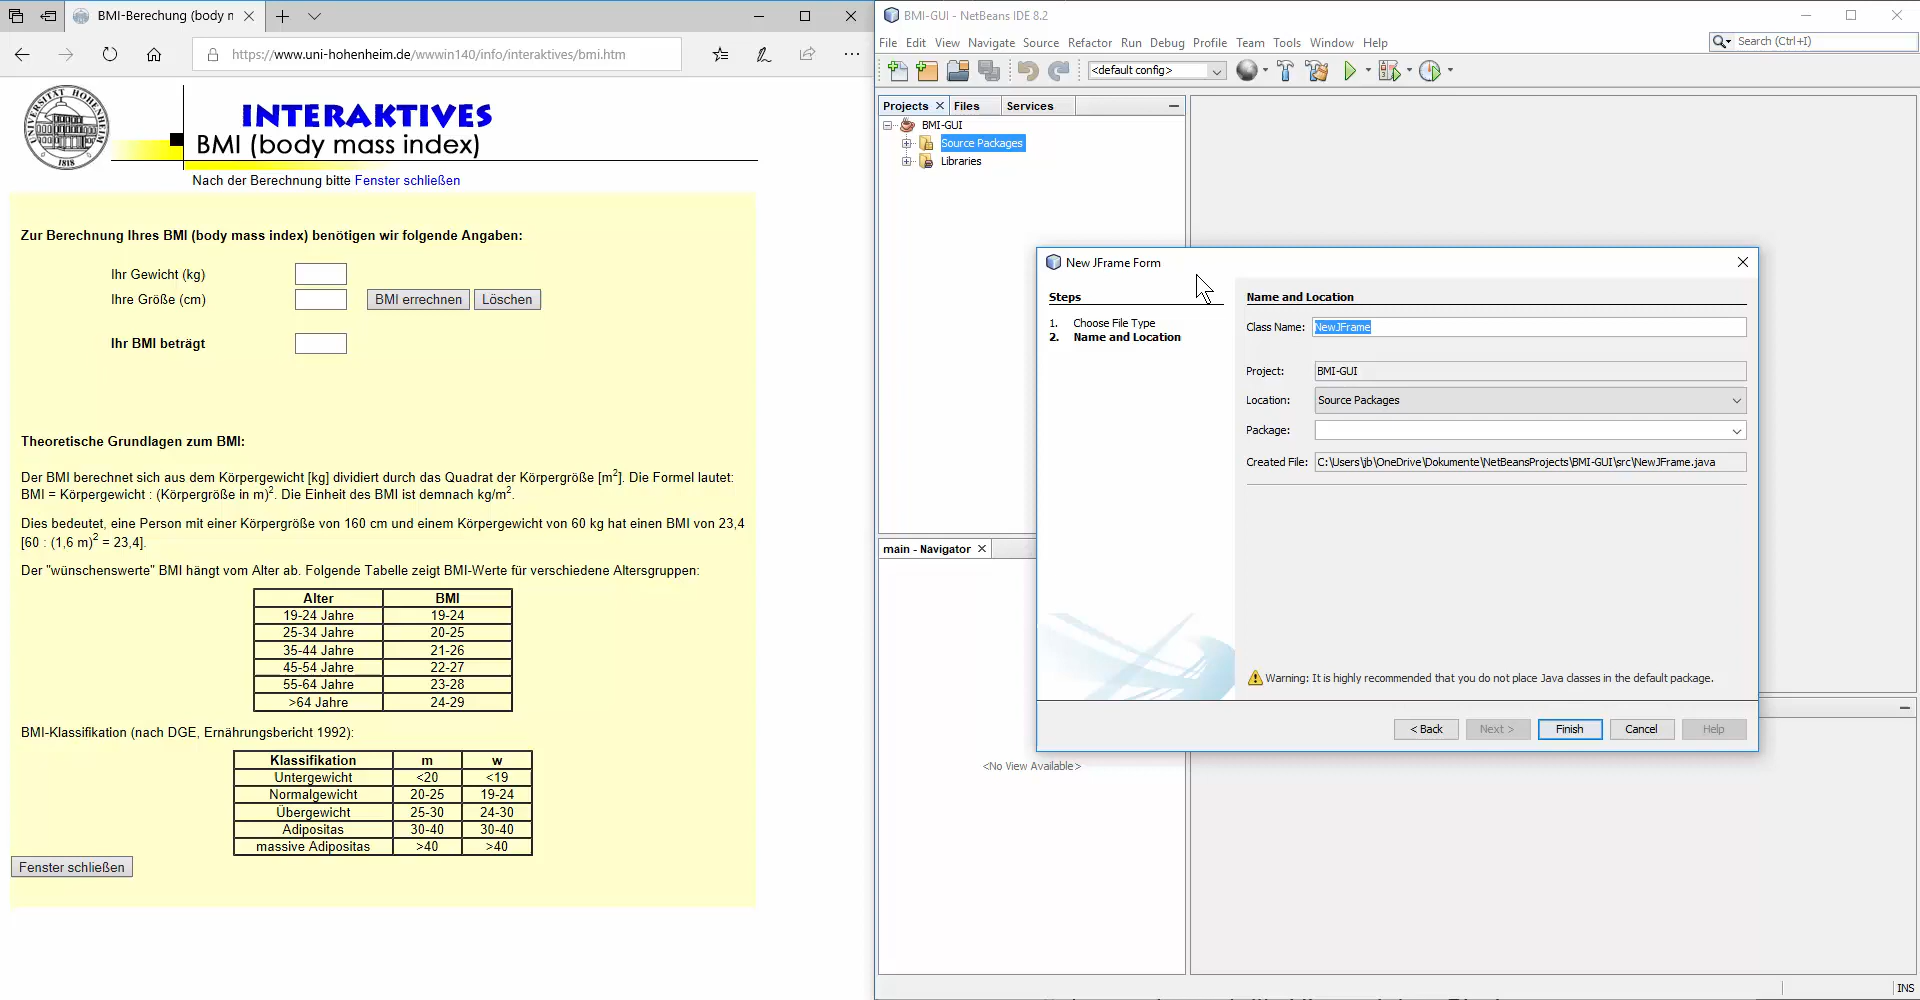 BMI-Berechung (body n
https://www.uni-hohenheim.de/wwwin140/info/interaktives/bmi.htm
UNIVERSITÄT HOHENHEIM
1818
INTERAKTIVES
BMI (body mass index)
Nach der Berechnung bitte Fenster schließen
Zur Berechnung Ihres BMI (body mass index) benötigen wir folgende Angaben:
Ihr Gewicht (kg)
Ihre Größe (cm) BMI errechnen Löschen
Ihr BMI beträgt
Theoretische Grundlagen zum BMI:
Der BMI berechnet sich aus dem Körpergewicht [kg] dividiert durch das Quadrat der Körpergröße [m²]. Die Formel lautet:
BMI = Körpergewicht : (Körpergröße in m)². Die Einheit des BMI ist demnach kg/m².
Dies bedeutet, eine Person mit einer Körpergröße von 160 cm und einem Körpergewicht von 60 kg hat einen BMI von 23,4
[60 : (1,6 m)² = 23,4].
Der "wünschenswerte" BMI hängt vom Alter ab. Folgende Tabelle zeigt BMI-Werte für verschiedene Altersgruppen:
Alter BMI
19-24 Jahre 19-24
25-34 Jahre 20-25
35-44 Jahre 21-26
45-54 Jahre 22-27
55-64 Jahre 23-28
>64 Jahre 24-29
BMI-Klassifikation (nach DGE, Ernährungsbericht 1992):
Klassifikation m w
Untergewicht <20 <19
Normalgewicht 20-25 19-24
Übergewicht 25-30 24-30
Adipositas 30-40 30-40
massive Adipositas >40 >40
Fenster schließen
BMI-GUI - NetBeans IDE 8.2
File Edit View Navigate Source Refactor Run Debug Profile Team Tools Window Help
Search (Ctrl+I)
<default config>
Projects Files Services
BMI-GUI
Source Packages
Libraries
main - Navigator
<No View Available>
New JFrame Form
Steps
1. Choose File Type
2. Name and Location
Name and Location
Class Name: NewJFrame
Project: BMI-GUI
Location: Source Packages
Package:
Created File: C:\Users\jb\OneDrive\Dokumente\NetBeansProjects\BMI-GUI\src\NewJFrame.java
Warning: It is highly recommended that you do not place Java classes in the default package.
< Back Next > Finish Cancel Help
INS